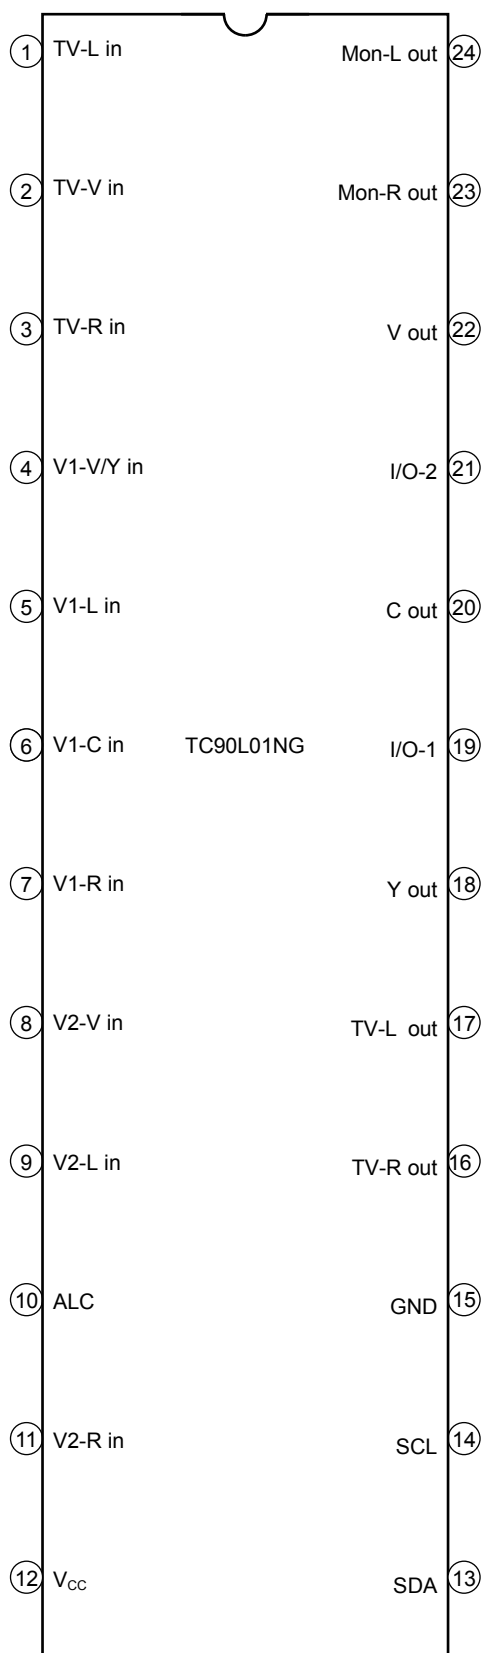 1 TV-L in Mon-L out 24
2 TV-V in Mon-R out 23
3 TV-R in V out 22
4 V1-V/Y in I/O-2 21
5 V1-L in C out 20
6 V1-C in TC90L01NG I/O-1 19
7 V1-R in Y out 18
8 V2-V in TV-L out 17
9 V2-L in TV-R out 16
10 ALC GND 15
11 V2-R in SCL 14
12 VCC SDA 13